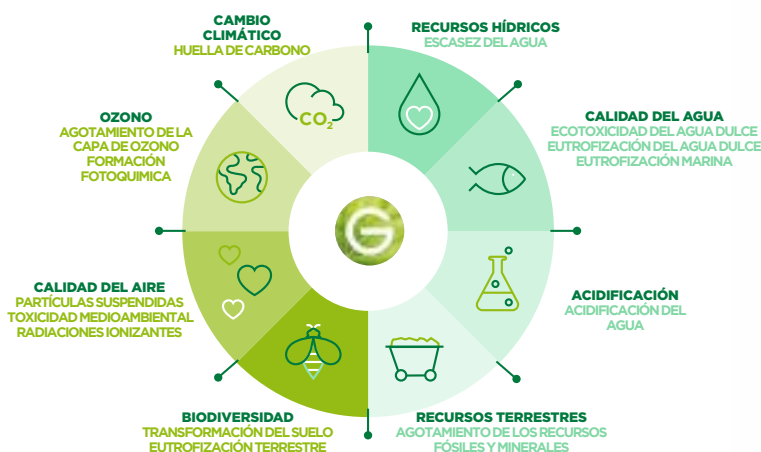 CAMBIO
CLIMÁTICO
HUELLA DE CARBONO
CO2
RECURSOS HÍDRICOS
ESCASEZ DEL AGUA
CALIDAD DEL AGUA
ECOTOXICIDAD DEL AGUA DULCE
EUTROFIZACIÓN DEL AGUA DULCE
EUTROFIZACIÓN MARINA
ACIDIFICACIÓN
ACIDIFICACIÓN DEL
AGUA
RECURSOS TERRESTRES
AGOTAMIENTO DE LOS RECURSOS
FÓSILES Y MINERALES
BIODIVERSIDAD
TRANSFORMACIÓN DEL SUELO
EUTROFIZACIÓN TERRESTRE
CALIDAD DEL AIRE
PARTÍCULAS SUSPENDIDAS
TOXICIDAD MEDIOAMBIENTAL
RADIACIONES IONIZANTES
OZONO
AGOTAMIENTO DE LA
CAPA DE OZONO
FORMACIÓN
FOTOQUIMICA
G